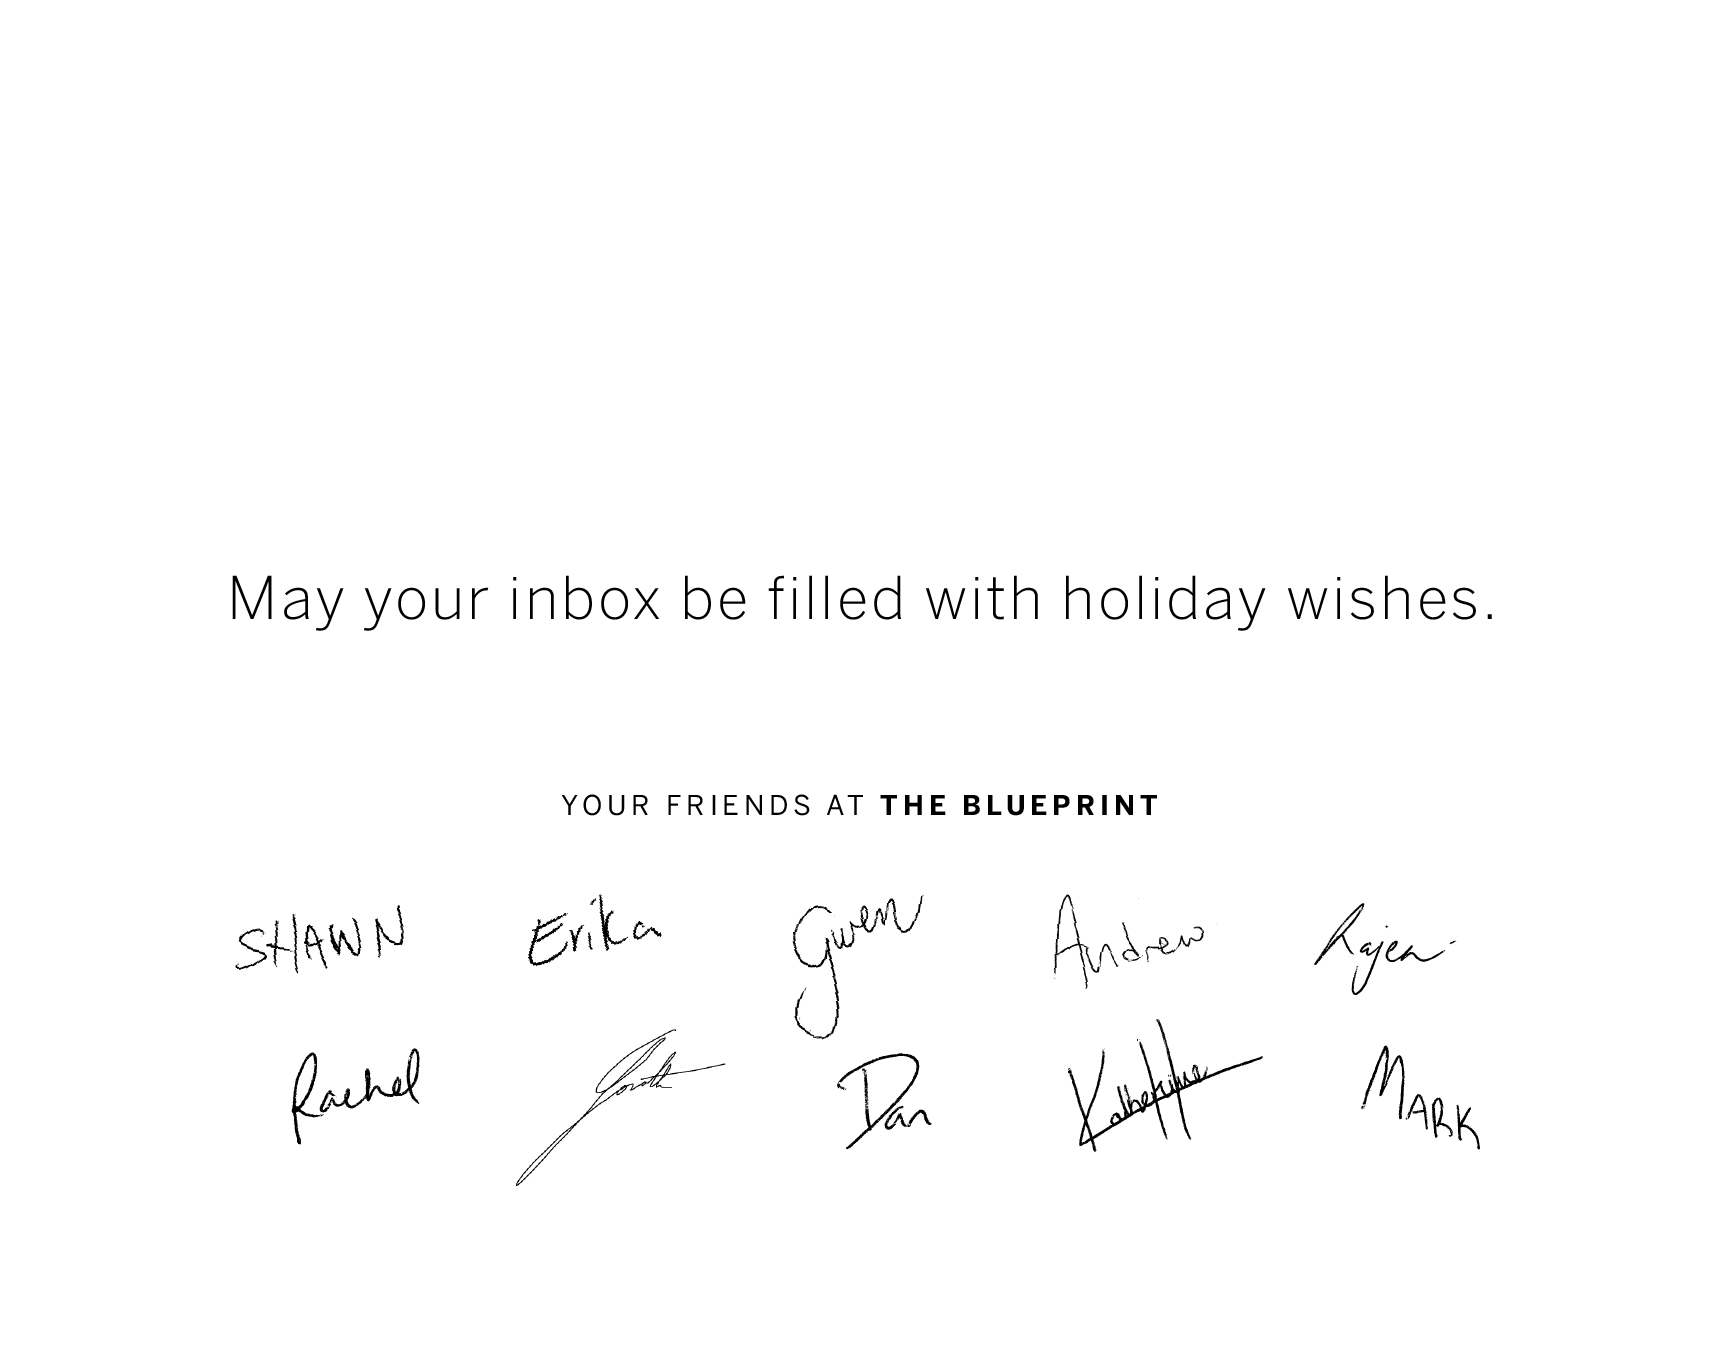 May your inbox be filled with holiday wishes.
YOUR FRIENDS AT THE BLUEPRINT
SHAWN Erika Gwen Andrew Rajen
Rachel Dan Katherine MARK